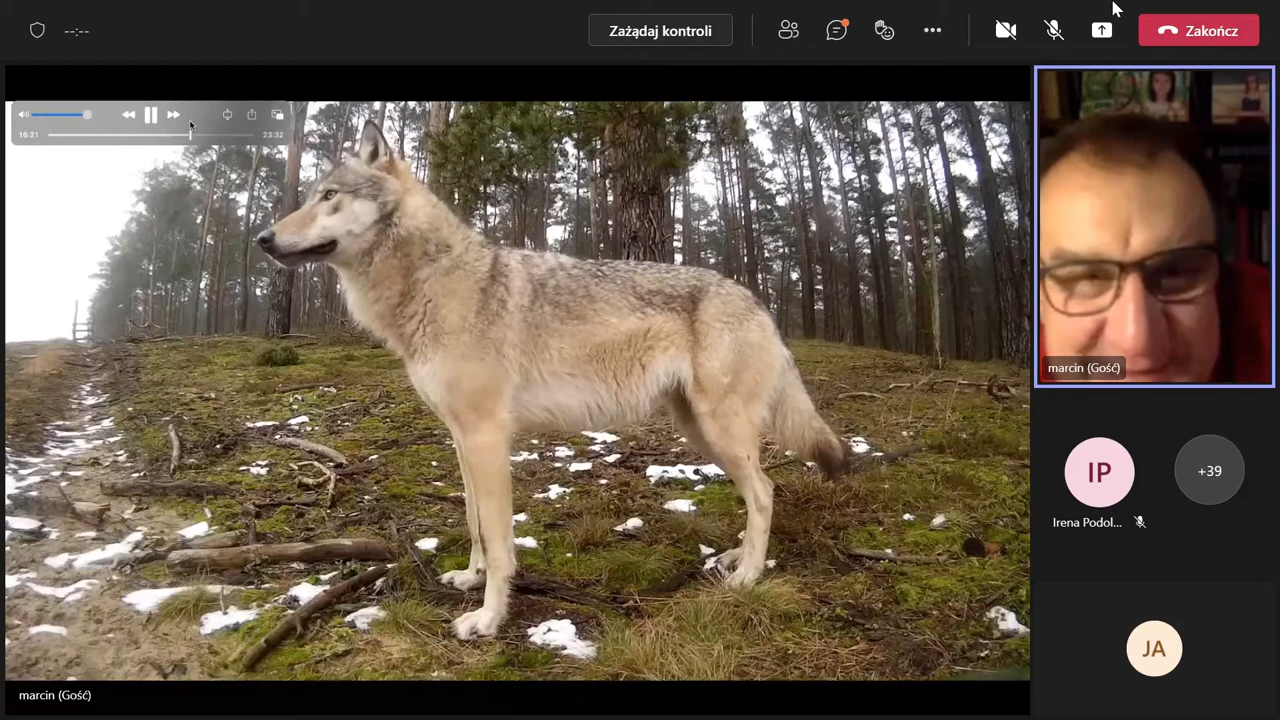 --:--
Zażądaj kontroli
Zakończ
16:21
23:32
marcin (Gość)
IP
+39
Irena Podol...
JA
marcin (Gość)